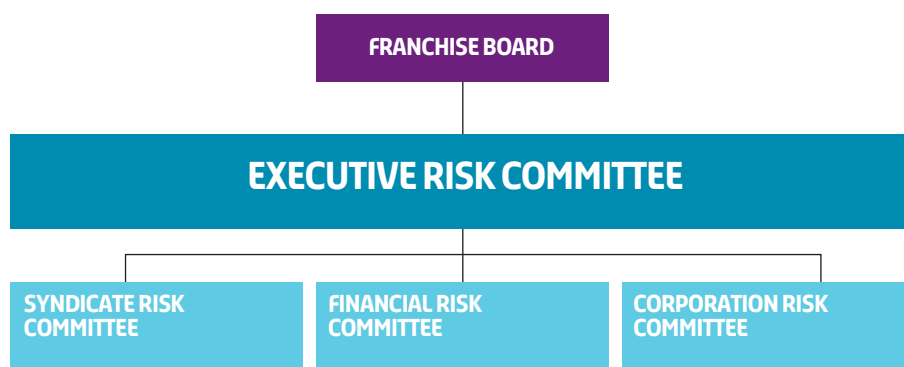 FRANCHISE BOARD
EXECUTIVE RISK COMMITTEE
SYNDICATE RISK
COMMITTEE
FINANCIAL RISK
COMMITTEE
CORPORATION RISK
COMMITTEE